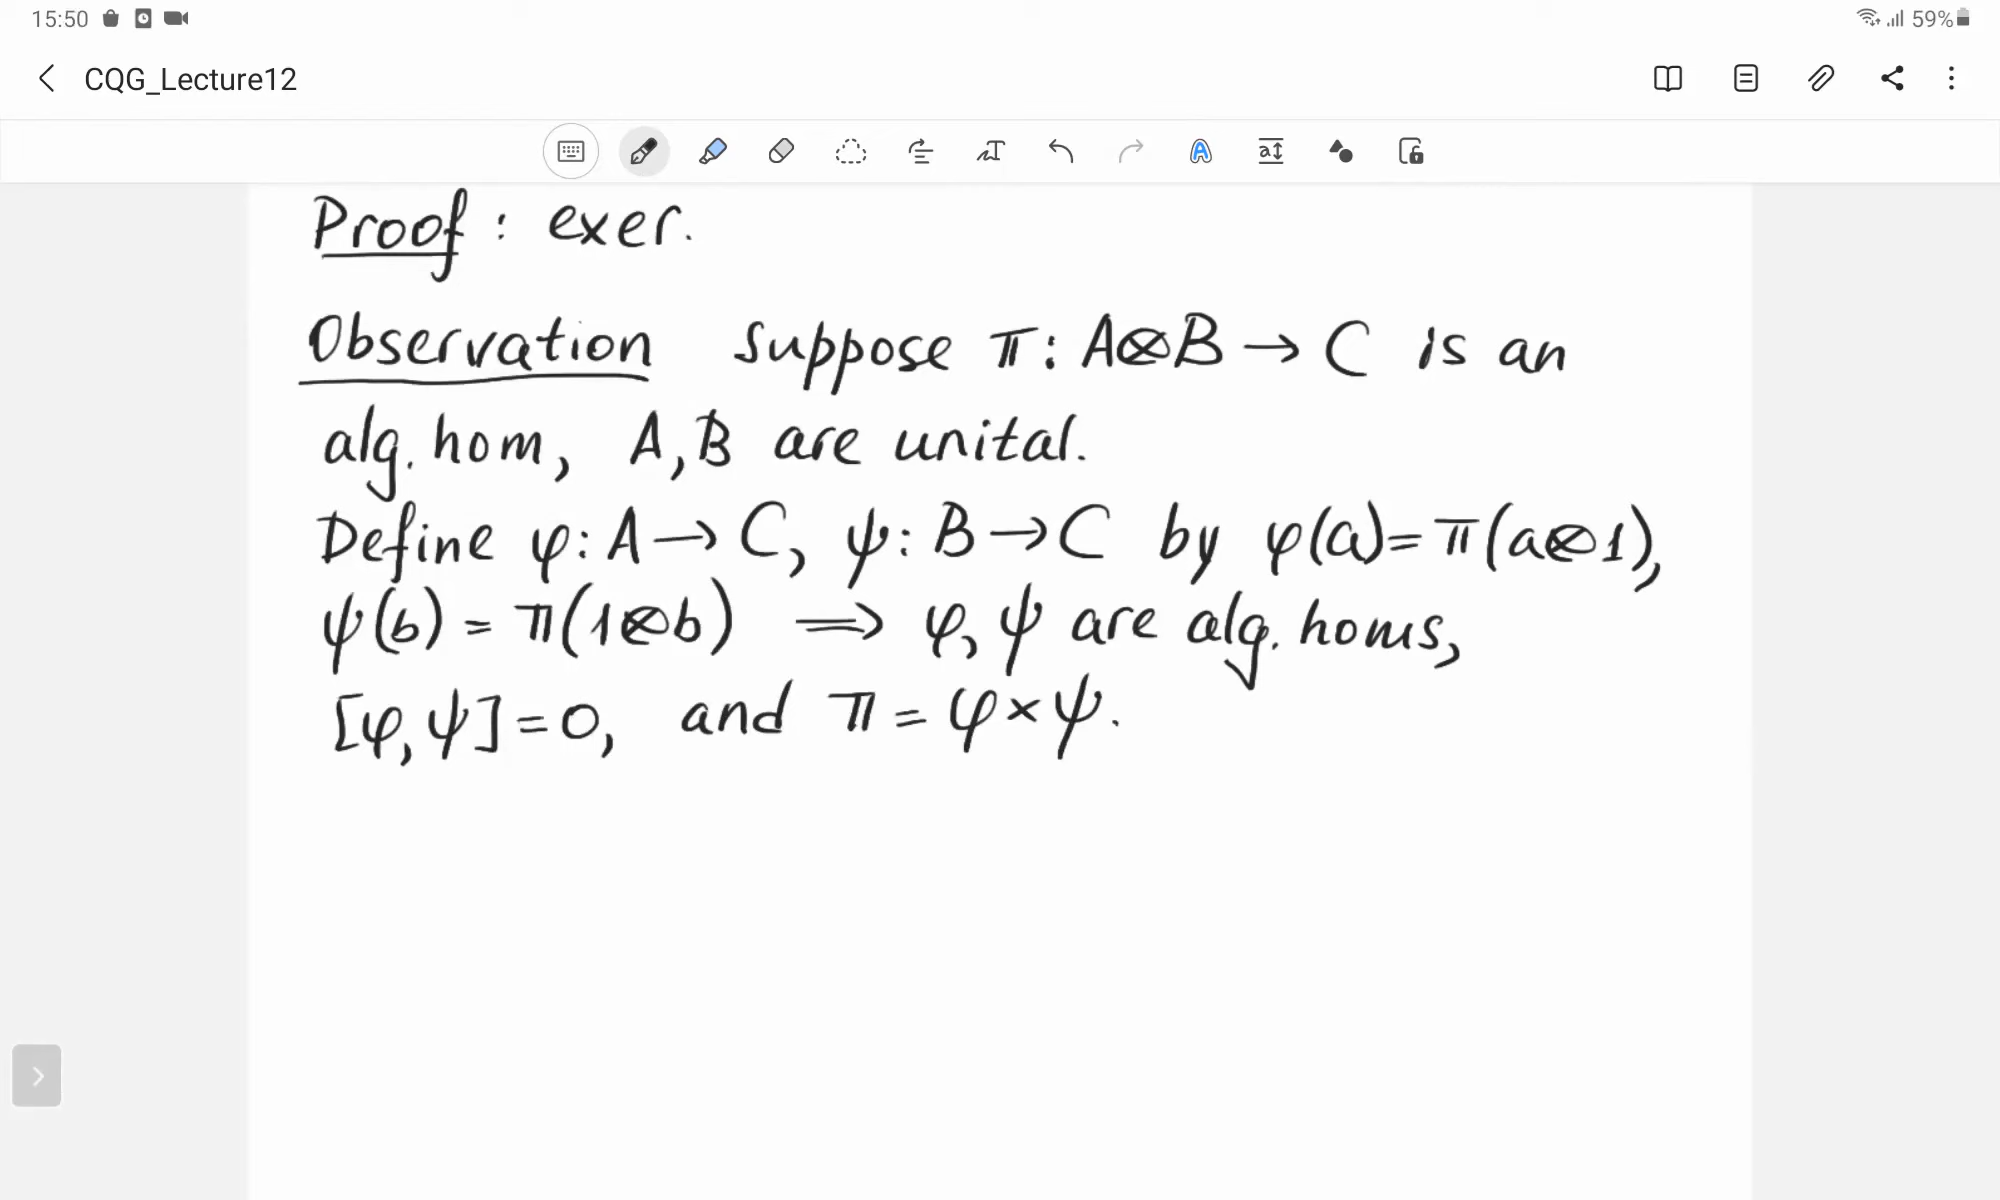 15:50 59%
CQG_Lecture12
Proof: exer.
Observation Suppose π: A⊗B → C is an
alg. hom, A, B are unital.
Define φ: A → C, ψ: B → C by φ(a) = π(a⊗1),
ψ(b) = π(1⊗b) ⟹ φ, ψ are alg. homs,
[φ, ψ] = 0, and π = φ × ψ.